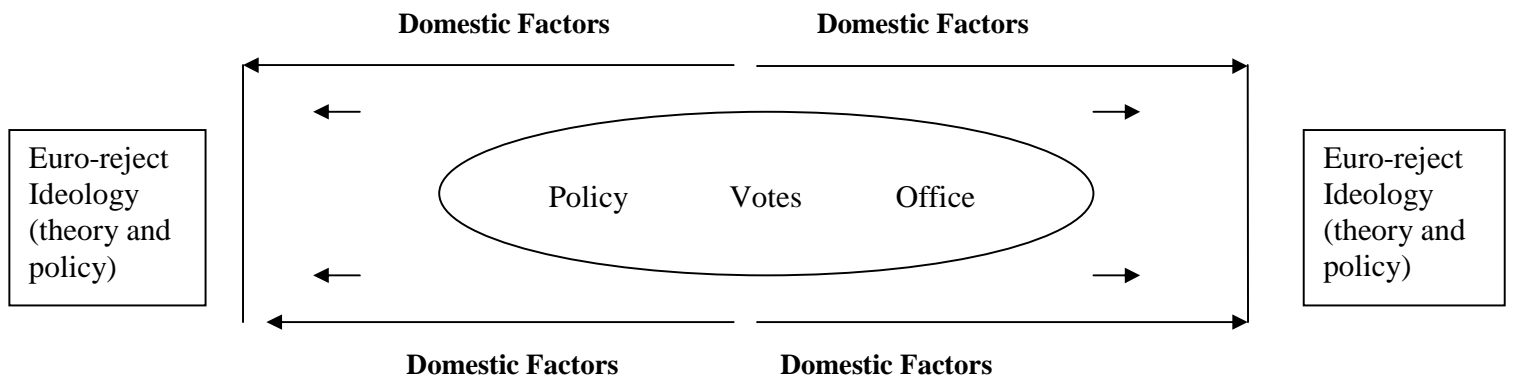 Domestic Factors Domestic Factors
Euro-reject
Ideology
(theory and
policy)
Policy Votes Office
Euro-reject
Ideology
(theory and
policy)
Domestic Factors Domestic Factors